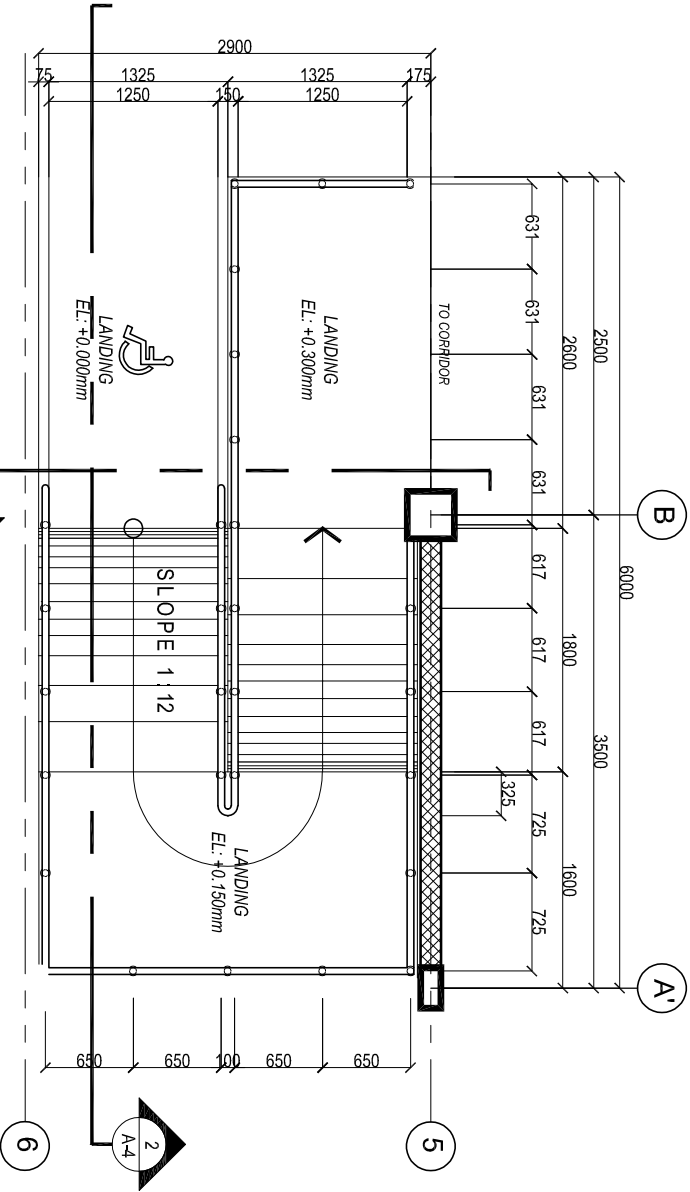 2900
75
1325
1325
175
1250
150
1250
631
631
631
631
617
617
617
725
725
325
2600
1800
1600
2500
3500
6000
B
A'
TO CORRIDOR
LANDING
EL: +0.300mm
LANDING
EL: +0.000mm
SLOPE 1:12
LANDING
EL: +0.150mm
650
650
100
650
650
2
A-4
6
5